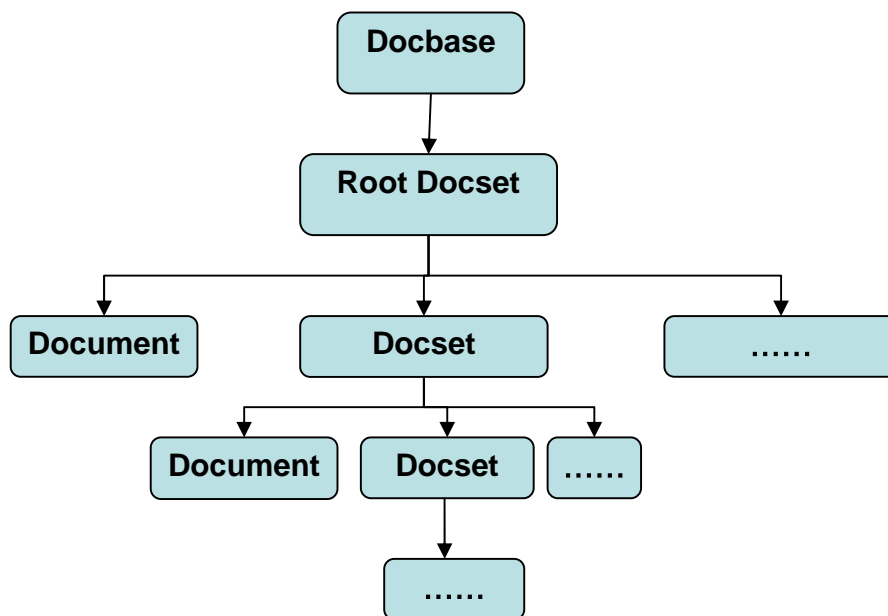 Docbase
Root Docset
Document
Docset
......
Document
Docset
......
......